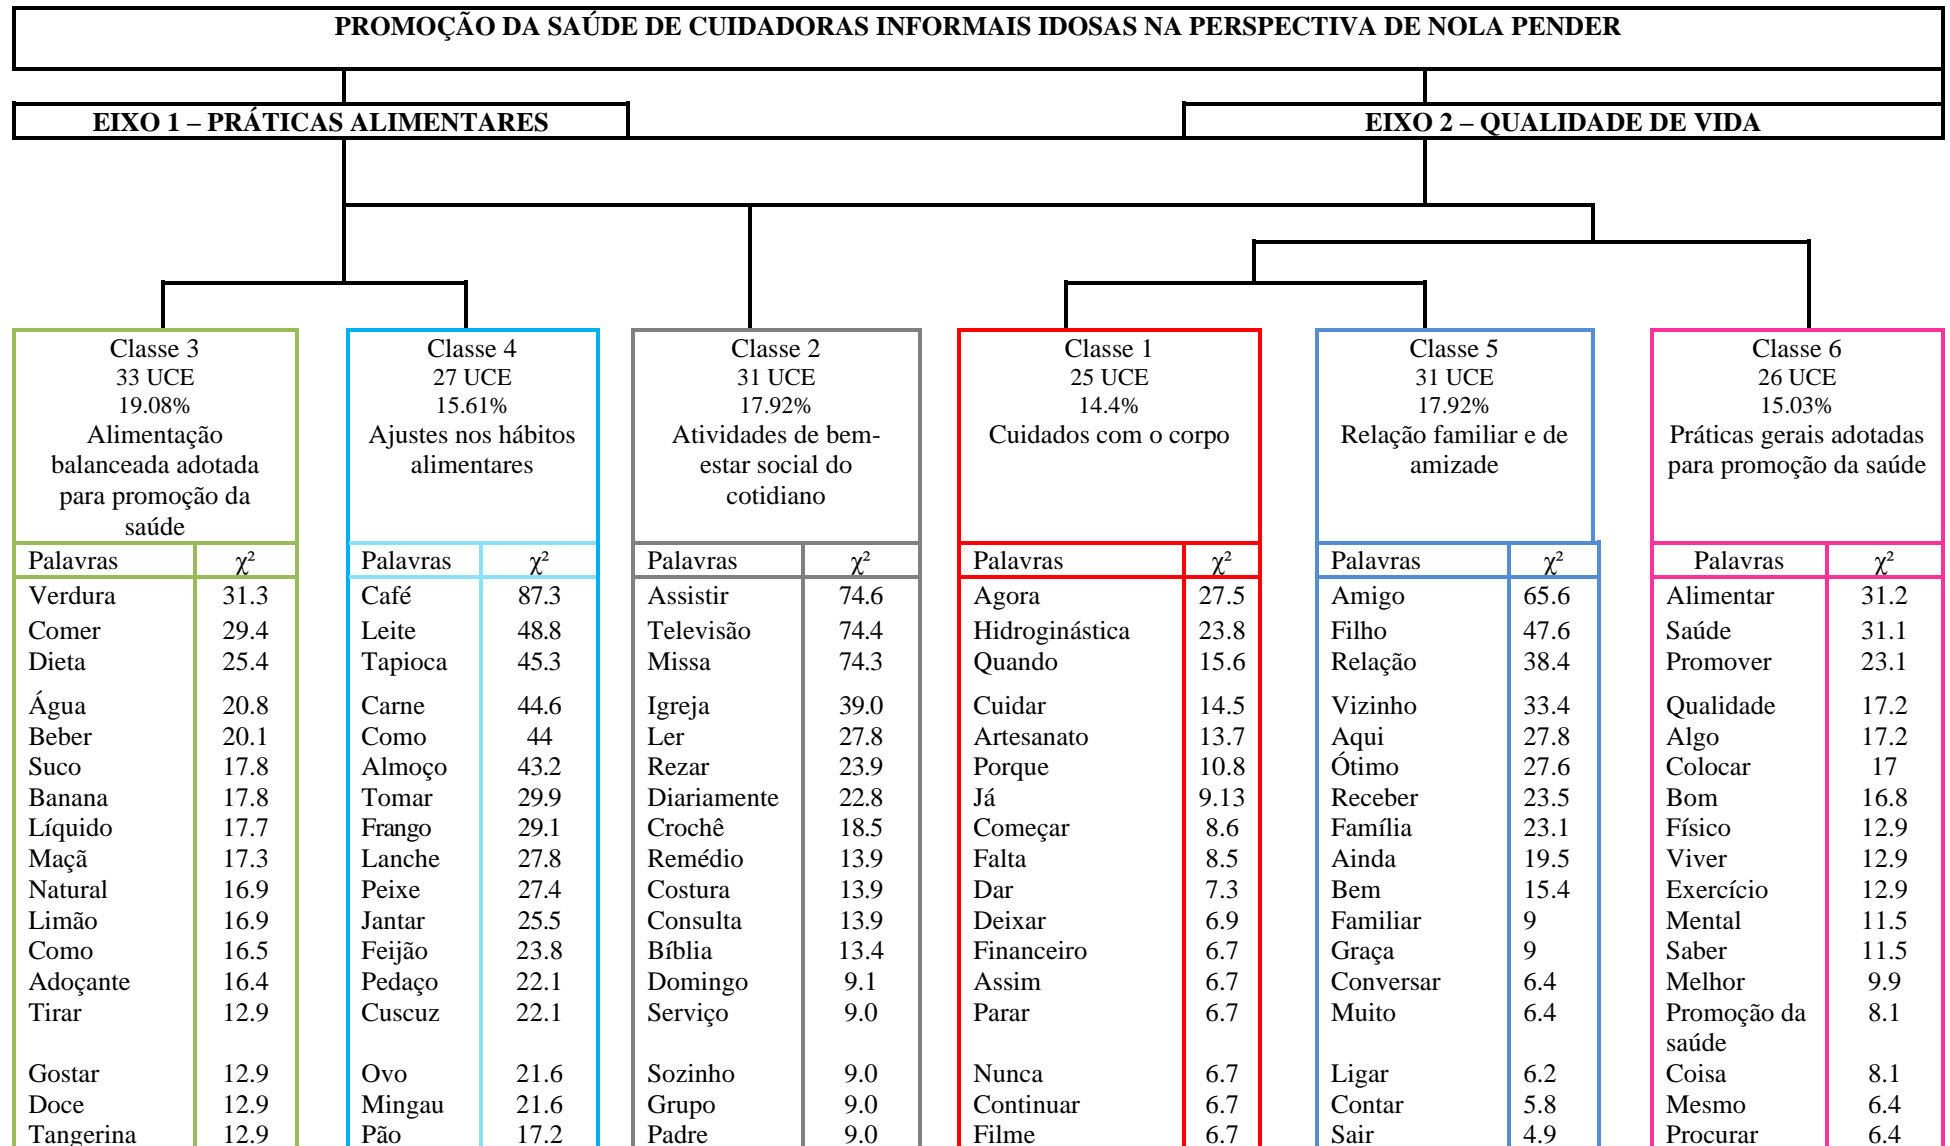 PROMOÇÃO DA SAÚDE DE CUIDADORAS INFORMAIS IDOSAS NA PERSPECTIVA DE NOLA PENDER
EIXO 1 – PRÁTICAS ALIMENTARES
EIXO 2 – QUALIDADE DE VIDA
Classe 3
33 UCE
19.08%
Alimentação
balanceada adotada
para promoção da
saúde
Palavras χ²
Verdura 31.3
Comer 29.4
Dieta 25.4
Água 20.8
Beber 20.1
Suco 17.8
Banana 17.8
Líquido 17.7
Maçã 17.3
Natural 16.9
Limão 16.9
Como 16.5
Adoçante 16.4
Tirar 12.9
Gostar 12.9
Doce 12.9
Tangerina 12.9
Classe 4
27 UCE
15.61%
Ajustes nos hábitos
alimentares
Palavras χ²
Café 87.3
Leite 48.8
Tapioca 45.3
Carne 44.6
Como 44
Almoço 43.2
Tomar 29.9
Frango 29.1
Lanche 27.8
Peixe 27.4
Jantar 25.5
Feijão 23.8
Pedaço 22.1
Cuscuz 22.1
Ovo 21.6
Mingau 21.6
Pão 17.2
Classe 2
31 UCE
17.92%
Atividades de bem-
estar social do
cotidiano
Palavras χ²
Assistir 74.6
Televisão 74.4
Missa 74.3
Igreja 39.0
Ler 27.8
Rezar 23.9
Diariamente 22.8
Crochê 18.5
Remédio 13.9
Costura 13.9
Consulta 13.9
Bíblia 13.4
Domingo 9.1
Serviço 9.0
Sozinho 9.0
Grupo 9.0
Padre 9.0
Classe 1
25 UCE
14.4%
Cuidados com o corpo
Palavras χ²
Agora 27.5
Hidroginástica 23.8
Quando 15.6
Cuidar 14.5
Artesanato 13.7
Porque 10.8
Já 9.13
Começar 8.6
Falta 8.5
Dar 7.3
Deixar 6.9
Financeiro 6.7
Assim 6.7
Parar 6.7
Nunca 6.7
Continuar 6.7
Filme 6.7
Classe 5
31 UCE
17.92%
Relação familiar e de
amizade
Palavras χ²
Amigo 65.6
Filho 47.6
Relação 38.4
Vizinho 33.4
Aqui 27.8
Ótimo 27.6
Receber 23.5
Família 23.1
Ainda 19.5
Bem 15.4
Familiar 9
Graça 9
Conversar 6.4
Muito 6.4
Ligar 6.2
Contar 5.8
Sair 4.9
Classe 6
26 UCE
15.03%
Práticas gerais adotadas
para promoção da saúde
Palavras χ²
Alimentar 31.2
Saúde 31.1
Promover 23.1
Qualidade 17.2
Algo 17.2
Colocar 17
Bom 16.8
Físico 12.9
Viver 12.9
Exercício 12.9
Mental 11.5
Saber 11.5
Melhor 9.9
Promoção da 8.1
saúde
Coisa 8.1
Mesmo 6.4
Procurar 6.4